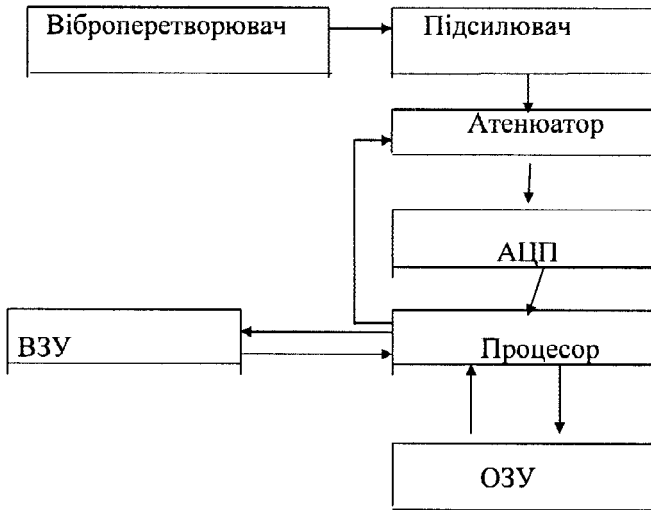 Віброперетворювач
Підсилювач
Атенюатор
АЦП
ВЗУ
Процесор
ОЗУ